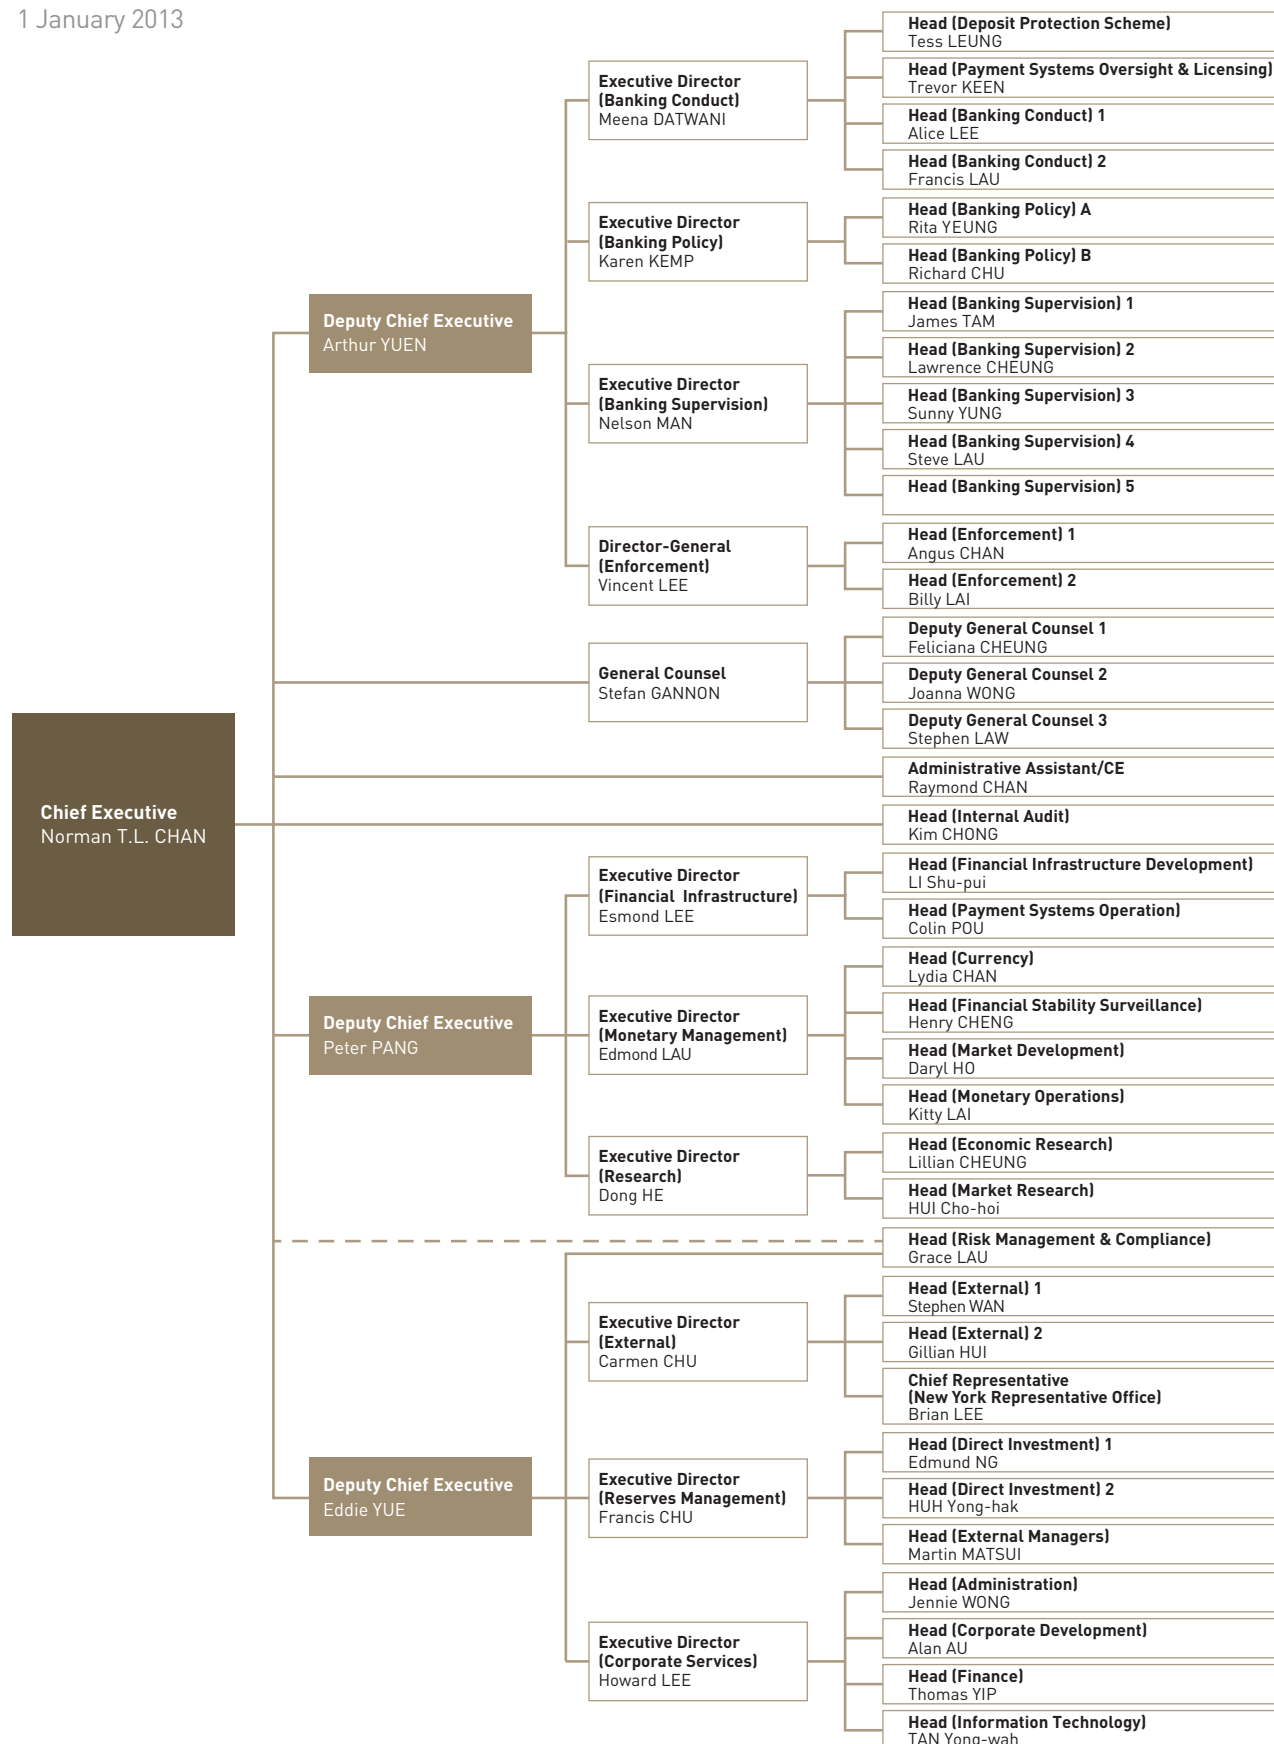 1 January 2013
Chief Executive
Norman T.L. CHAN
Deputy Chief Executive
Arthur YUEN
Executive Director
(Banking Conduct)
Meena DATWANI
Head (Deposit Protection Scheme)
Tess LEUNG
Head (Payment Systems Oversight & Licensing)
Trevor KEEN
Head (Banking Conduct) 1
Alice LEE
Head (Banking Conduct) 2
Francis LAU
Executive Director
(Banking Policy)
Karen KEMP
Head (Banking Policy) A
Rita YEUNG
Head (Banking Policy) B
Richard CHU
Executive Director
(Banking Supervision)
Nelson MAN
Head (Banking Supervision) 1
James TAM
Head (Banking Supervision) 2
Lawrence CHEUNG
Head (Banking Supervision) 3
Sunny YUNG
Head (Banking Supervision) 4
Steve LAU
Head (Banking Supervision) 5
Director-General
(Enforcement)
Vincent LEE
Head (Enforcement) 1
Angus CHAN
Head (Enforcement) 2
Billy LAI
General Counsel
Stefan GANNON
Deputy General Counsel 1
Feliciana CHEUNG
Deputy General Counsel 2
Joanna WONG
Deputy General Counsel 3
Stephen LAW
Administrative Assistant/CE
Raymond CHAN
Head (Internal Audit)
Kim CHONG
Deputy Chief Executive
Peter PANG
Executive Director
(Financial Infrastructure)
Esmond LEE
Head (Financial Infrastructure Development)
LI Shu-pui
Head (Payment Systems Operation)
Colin POU
Executive Director
(Monetary Management)
Edmond LAU
Head (Currency)
Lydia CHAN
Head (Financial Stability Surveillance)
Henry CHENG
Head (Market Development)
Daryl HO
Head (Monetary Operations)
Kitty LAI
Executive Director
(Research)
Dong HE
Head (Economic Research)
Lillian CHEUNG
Head (Market Research)
HUI Cho-hoi
Head (Risk Management & Compliance)
Grace LAU
Deputy Chief Executive
Eddie YUE
Executive Director
(External)
Carmen CHU
Head (External) 1
Stephen WAN
Head (External) 2
Gillian HUI
Chief Representative
(New York Representative Office)
Brian LEE
Executive Director
(Reserves Management)
Francis CHU
Head (Direct Investment) 1
Edmund NG
Head (Direct Investment) 2
HUH Yong-hak
Head (External Managers)
Martin MATSUI
Executive Director
(Corporate Services)
Howard LEE
Head (Administration)
Jennie WONG
Head (Corporate Development)
Alan AU
Head (Finance)
Thomas YIP
Head (Information Technology)
TAN Yong-wah